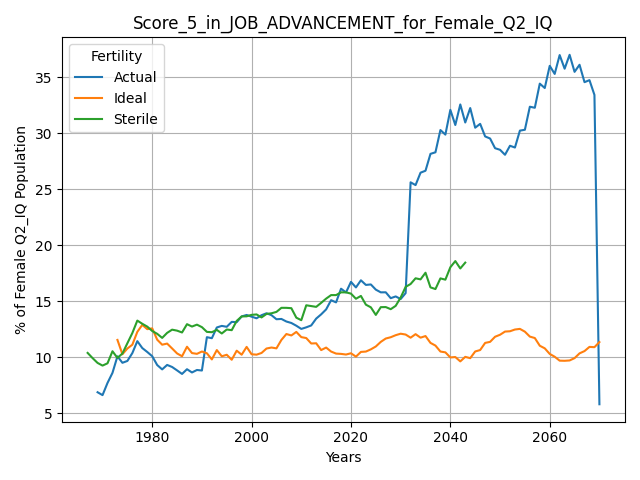 Score_5_in_JOB_ADVANCEMENT_for_Female_Q2_IQ
Fertility
Actual
Ideal
Sterile
% of Female Q2_IQ Population
35
30
25
20
15
10
5
1980 2000 2020 2040 2060
Years